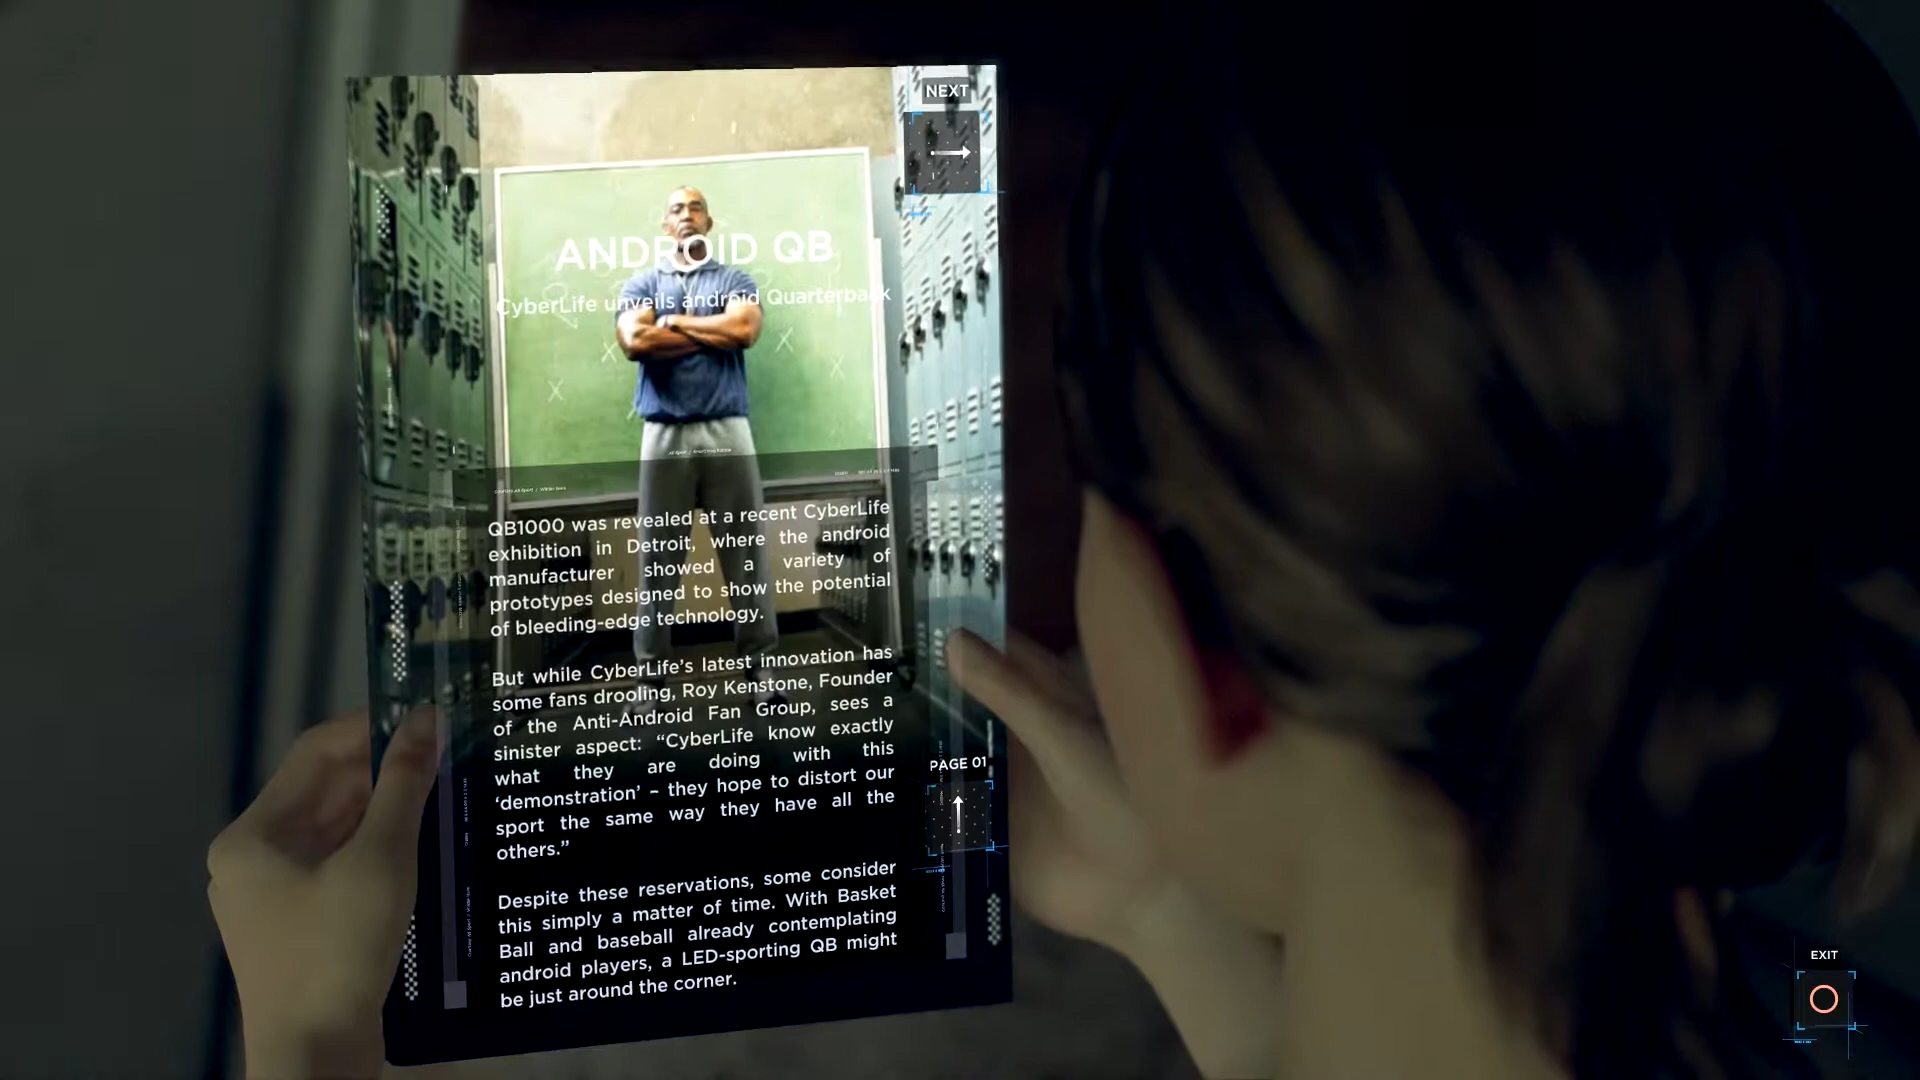 NEXT
ANDROID QB
CyberLife unveils android Quarterback
QB1000 was revealed at a recent CyberLife
exhibition in Detroit, where the android
manufacturer showed a variety of
prototypes designed to show the potential
of bleeding-edge technology.
But while CyberLife’s latest innovation has
some fans drooling, Roy Kenstone, Founder
of the Anti-Android Fan Group, sees a
sinister aspect: “CyberLife know exactly
what they are doing with this
‘demonstration’ – they hope to distort our
sport the same way they have all the
others.”
Despite these reservations, some consider
this simply a matter of time. With Basket
Ball and baseball already contemplating
android players, a LED-sporting QB might
be just around the corner.
PAGE 01
EXIT